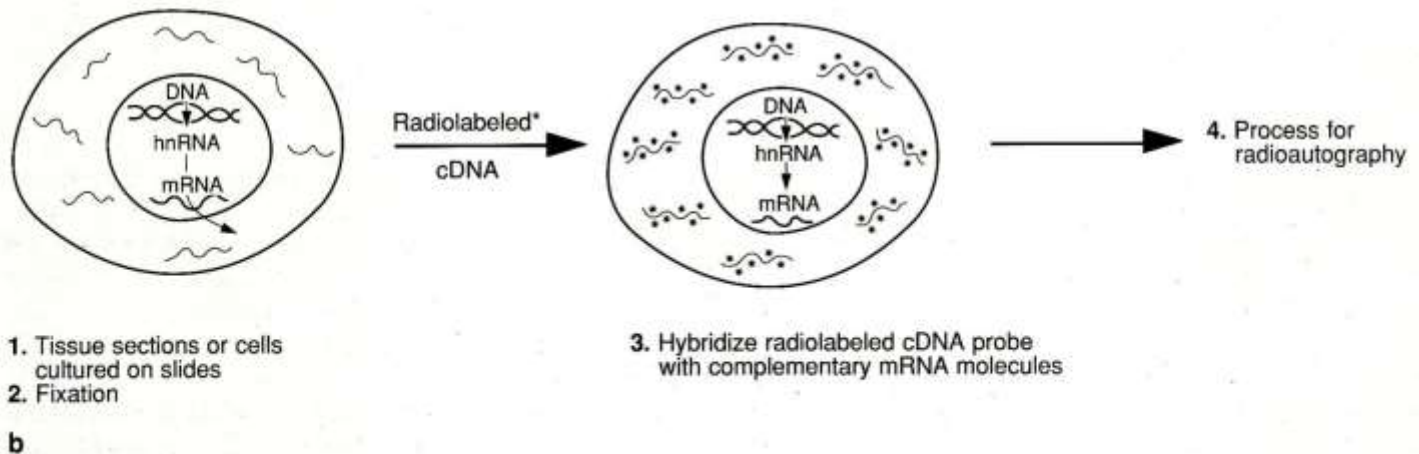 DNA
hnRNA
mRNA
Radiolabeled*
cDNA
DNA
hnRNA
mRNA
4. Process for
radioautography
1. Tissue sections or cells
cultured on slides
2. Fixation
3. Hybridize radiolabeled cDNA probe
with complementary mRNA molecules
b